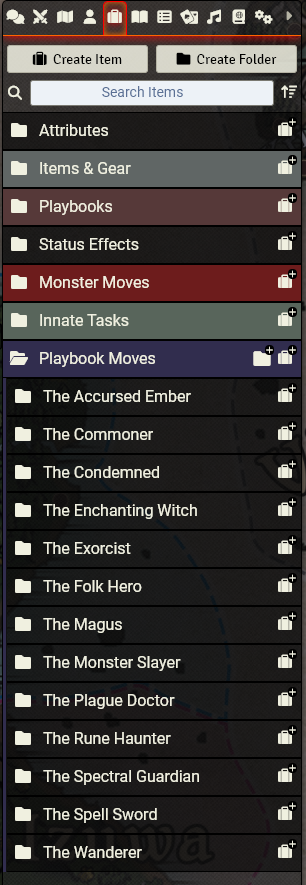 Create Item
Create Folder
Search Items
Attributes
Items & Gear
Playbooks
Status Effects
Monster Moves
Innate Tasks
Playbook Moves
The Accursed Ember
The Commoner
The Condemned
The Enchanting Witch
The Exorcist
The Folk Hero
The Magus
The Monster Slayer
The Plague Doctor
The Rune Haunter
The Spectral Guardian
The Spell Sword
The Wanderer